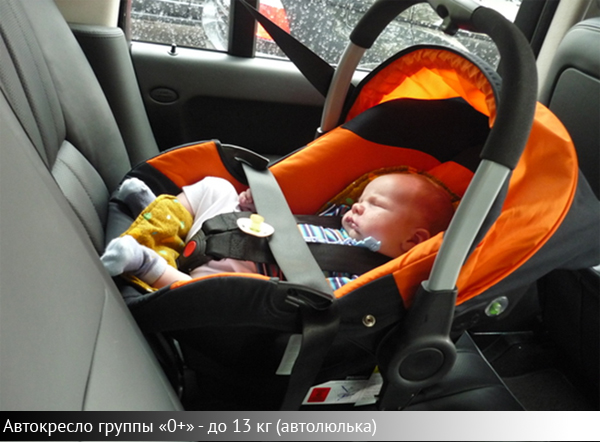 Автокресло группы «0+» - до 13 кг (автолюлька)